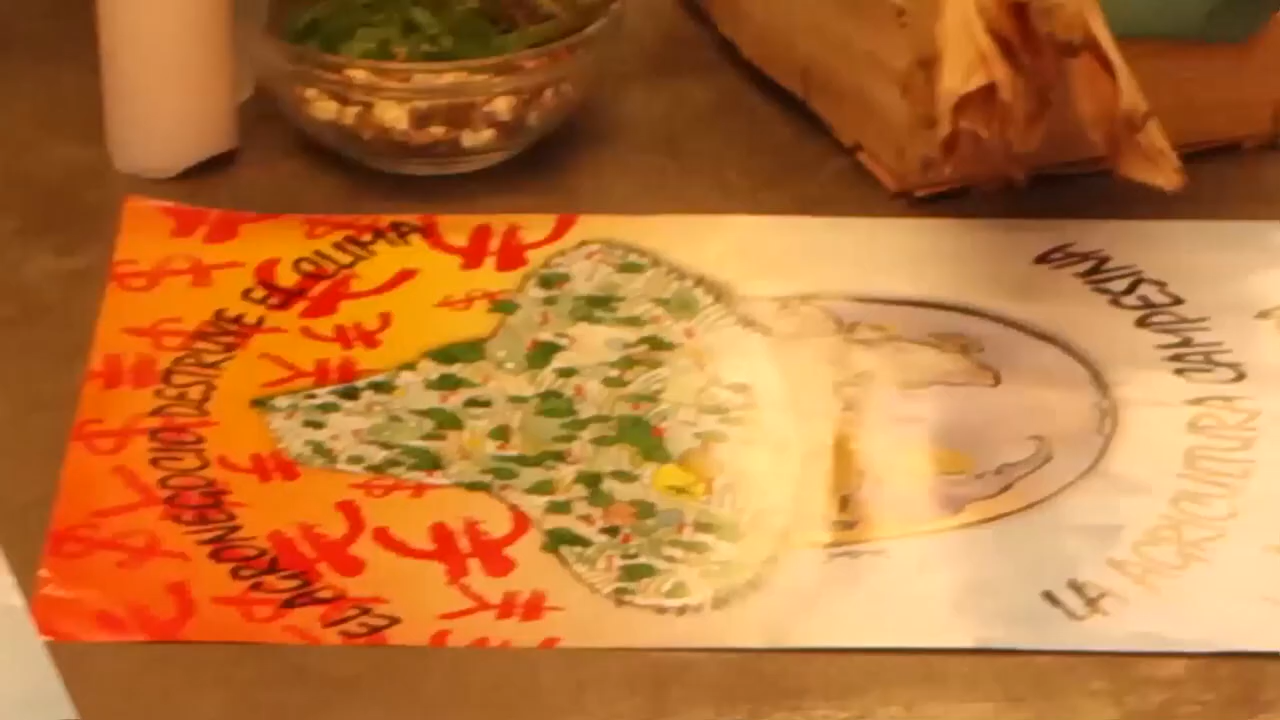 EL AGRONEGOCIO DESTRUYE EL CLIMA
LA AGRICULTURA CAMPESINA